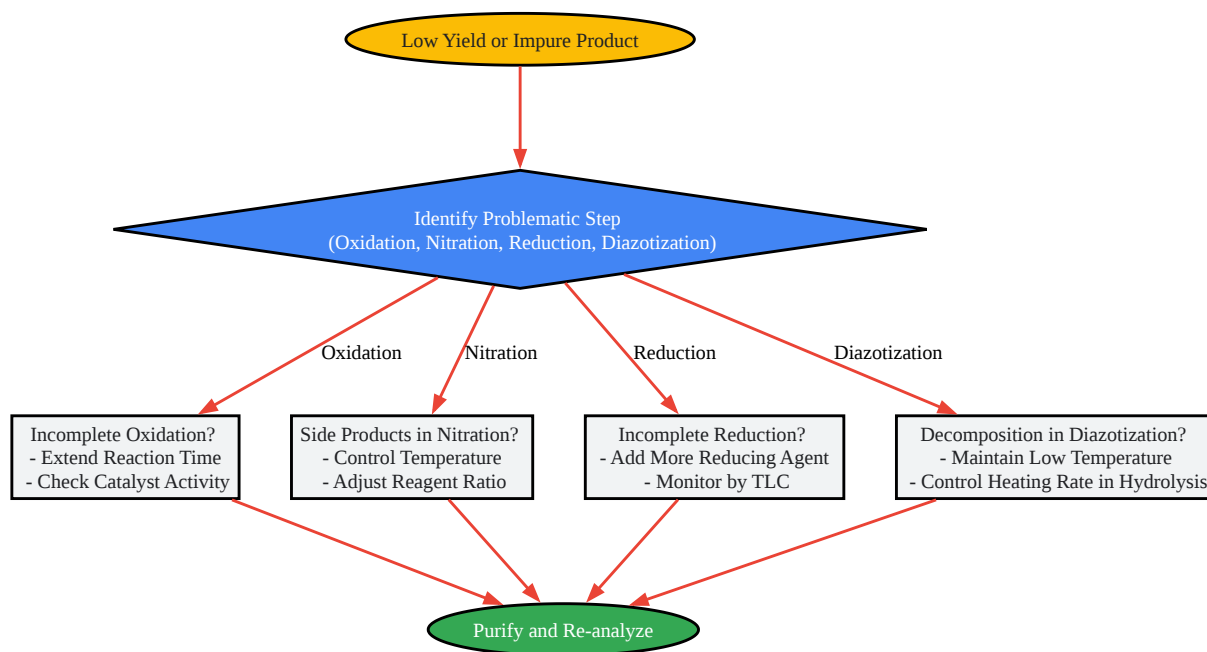 Low Yield or Impure Product
Identify Problematic Step
(Oxidation, Nitration, Reduction, Diazotization)
Oxidation
Nitration
Reduction
Diazotization
Incomplete Oxidation?
- Extend Reaction Time
- Check Catalyst Activity
Side Products in Nitration?
- Control Temperature
- Adjust Reagent Ratio
Incomplete Reduction?
- Add More Reducing Agent
- Monitor by TLC
Decomposition in Diazotization?
- Maintain Low Temperature
- Control Heating Rate in Hydrolysis
Purify and Re-analyze